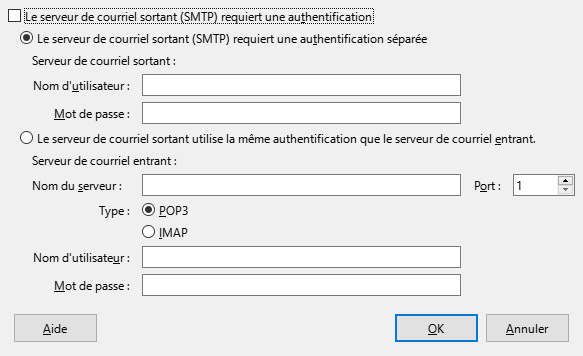 Le serveur de courriel sortant (SMTP) requiert une authentification
Le serveur de courriel sortant (SMTP) requiert une authentification séparée
Serveur de courriel sortant :
Nom d'utilisateur :
Mot de passe :
Le serveur de courriel sortant utilise la même authentification que le serveur de courriel entrant.
Serveur de courriel entrant :
Nom du serveur : Port : 1
Type : POP3
IMAP
Nom d'utilisateur :
Mot de passe :
Aide OK Annuler